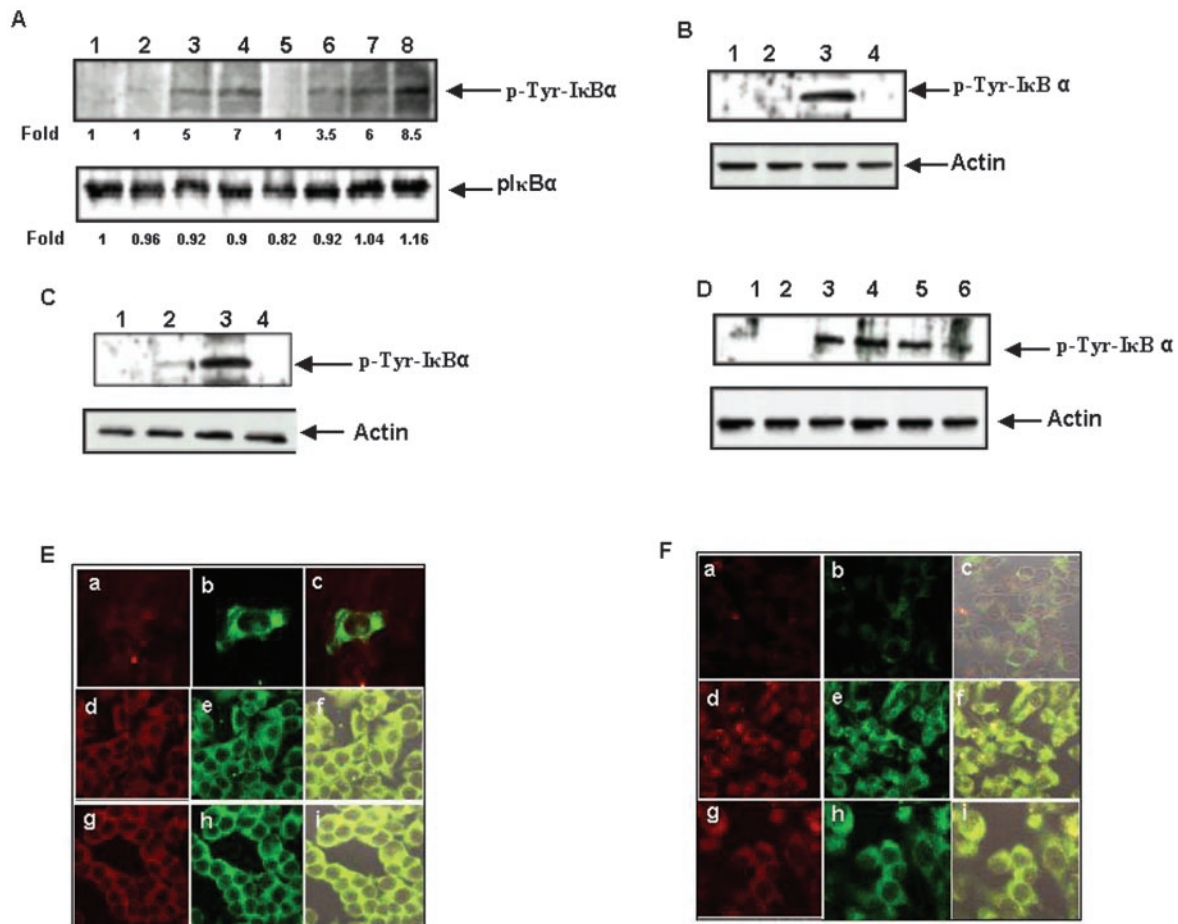 A
1 2 3 4 5 6 7 8
p-Tyr-IκBα
Fold 1 1 5 7 1 3.5 6 8.5
pIκBα
Fold 1 0.96 0.92 0.9 0.82 0.92 1.04 1.16
B
1 2 3 4
p-Tyr-IκB α
Actin
C
1 2 3 4
p-Tyr-IκBα
Actin
D
1 2 3 4 5 6
p-Tyr-IκB α
Actin
E
a b c
d e f
g h i
F
a b c
d e f
g h i